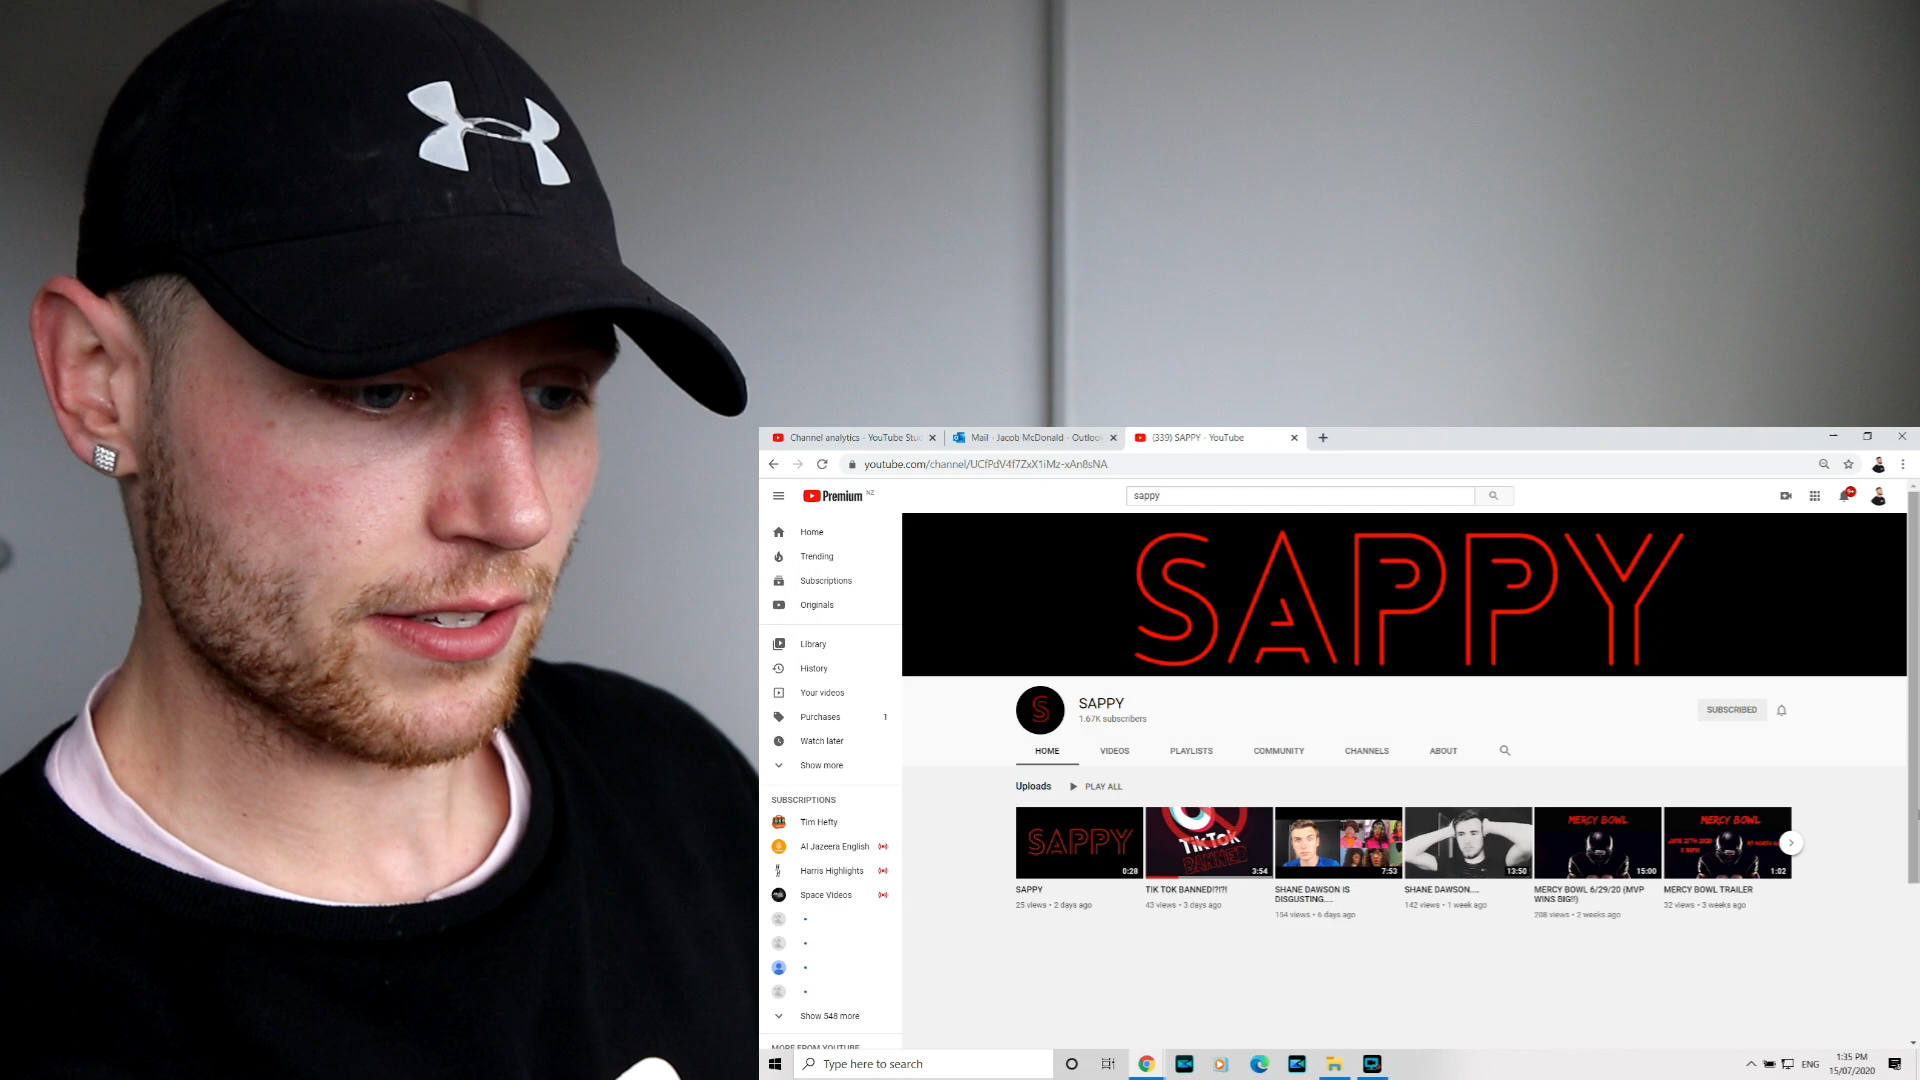 Channel analytics - YouTube Stu
Mail - Jacob McDonald - Outloo
(339) SAPPY - YouTube
youtube.com/channel/UCfPdV4f7ZxX1iMz-xAn8sNA
Premium NZ
sappy
9+
Home
Trending
Subscriptions
Originals
Library
History
Your videos
Purchases 1
Watch later
Show more
SUBSCRIPTIONS
Tim Hefty
Al Jazeera English
Harris Highlights
Space Videos
Show 548 more
MORE FROM YOUTUBE
SAPPY
S
SAPPY
1.67K subscribers
SUBSCRIBED
HOME VIDEOS PLAYLISTS COMMUNITY CHANNELS ABOUT
Uploads PLAY ALL
SAPPY
0:28
SAPPY
25 views • 2 days ago
TIKTOK
BANNED
3:54
TIK TOK BANNED!?!?!
43 views • 3 days ago
7:53
SHANE DAWSON IS
DISGUSTING....
154 views • 6 days ago
13:50
SHANE DAWSON....
142 views • 1 week ago
MERCY BOWL
15:00
MERCY BOWL 6/29/20 (MVP
WINS BIG!!)
208 views • 2 weeks ago
MERCY BOWL
1:02
MERCY BOWL TRAILER
32 views • 3 weeks ago
Type here to search
ENG
1:35 PM
15/07/2020